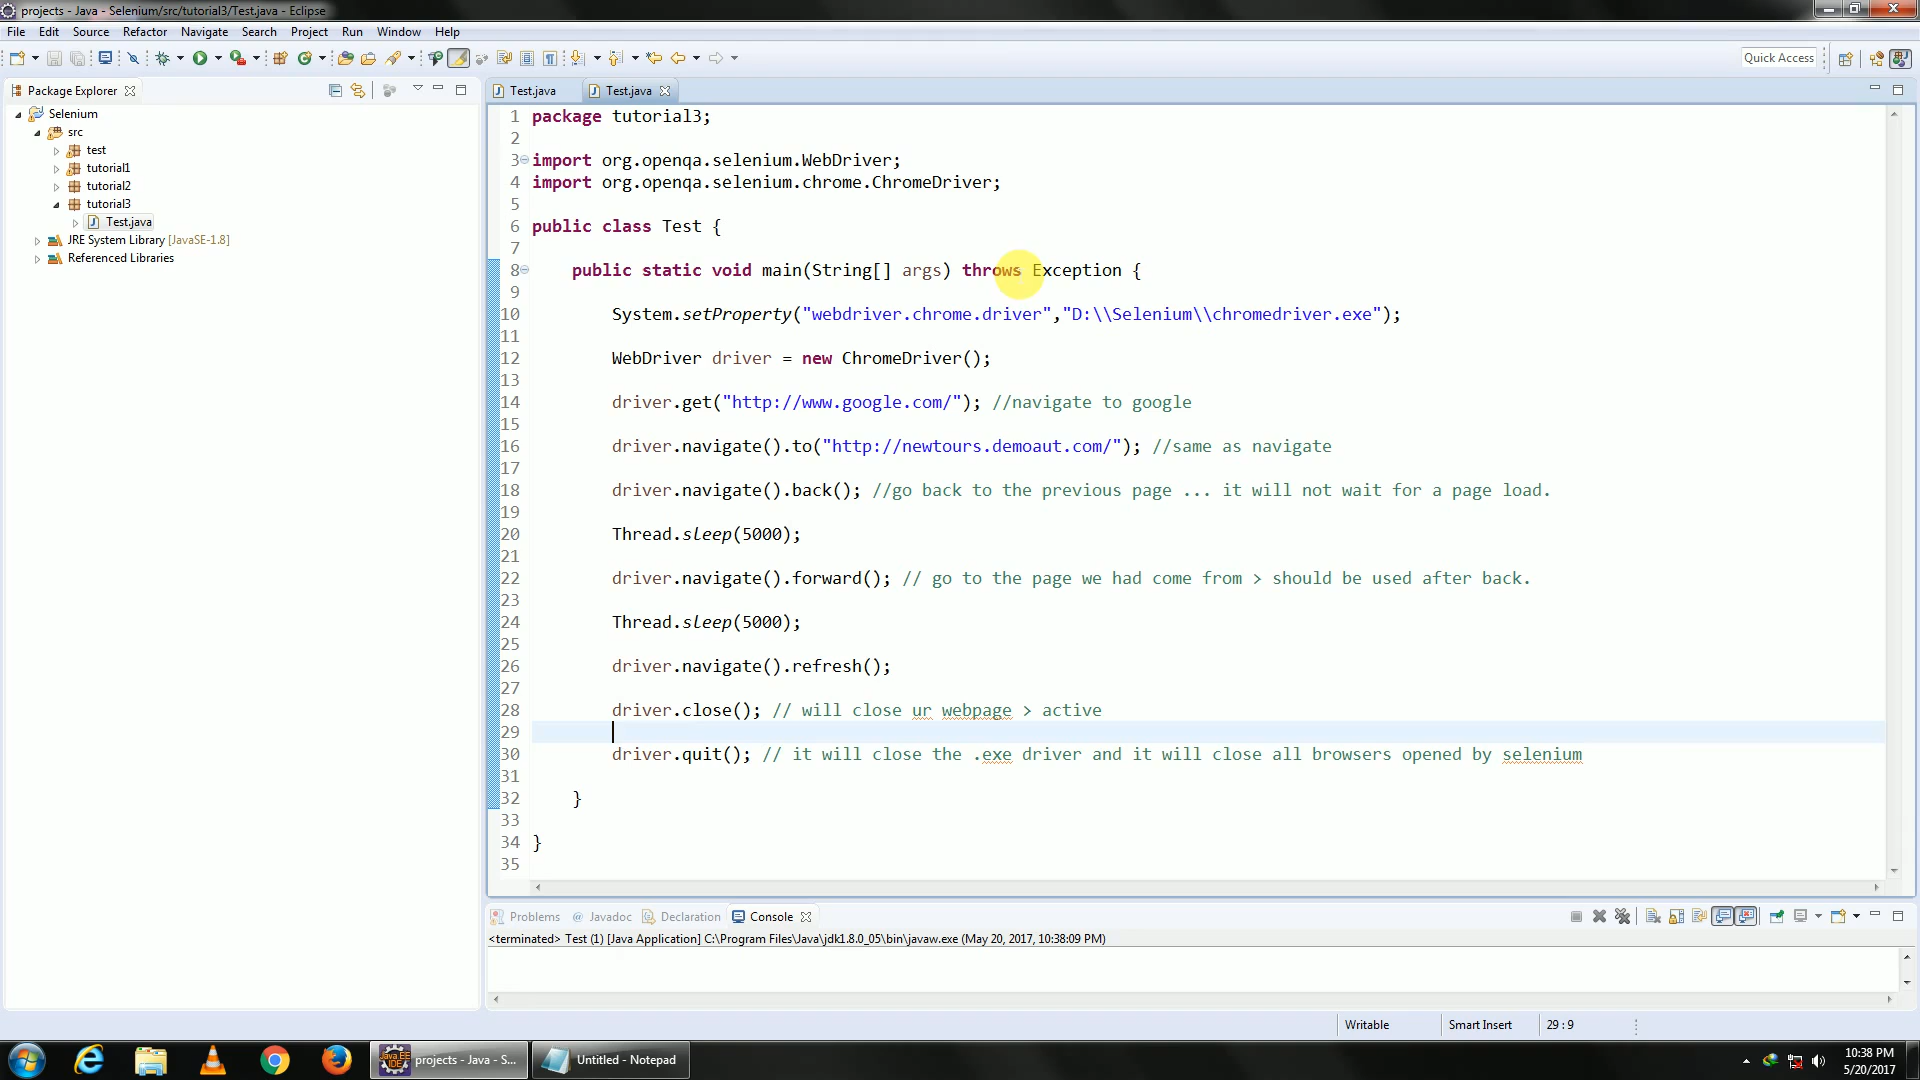 projects - Java - Selenium/src/tutorial3/Test.java - Eclipse
File Edit Source Refactor Navigate Search Project Run Window Help
Quick Access
Package Explorer
Selenium
src
test
tutorial1
tutorial2
tutorial3
Test.java
JRE System Library [JavaSE-1.8]
Referenced Libraries
Test.java Test.java
1 package tutorial3;
2
3 import org.openqa.selenium.WebDriver;
4 import org.openqa.selenium.chrome.ChromeDriver;
5
6 public class Test {
7
8 public static void main(String[] args) throws Exception {
9
10 System.setProperty("webdriver.chrome.driver","D:\\Selenium\\chromedriver.exe");
11
12 WebDriver driver = new ChromeDriver();
13
14 driver.get("http://www.google.com/"); //navigate to google
15
16 driver.navigate().to("http://newtours.demoaut.com/"); //same as navigate
17
18 driver.navigate().back(); //go back to the previous page ... it will not wait for a page load.
19
20 Thread.sleep(5000);
21
22 driver.navigate().forward(); // go to the page we had come from > should be used after back.
23
24 Thread.sleep(5000);
25
26 driver.navigate().refresh();
27
28 driver.close(); // will close ur webpage > active
29
30 driver.quit(); // it will close the .exe driver and it will close all browsers opened by selenium
31
32 }
33
34 }
35
Problems @ Javadoc Declaration Console
<terminated> Test (1) [Java Application] C:\Program Files\Java\jdk1.8.0_05\bin\javaw.exe (May 20, 2017, 10:38:09 PM)
Writable Smart Insert 29 : 9
projects - Java - S... Untitled - Notepad
10:38 PM
5/20/2017